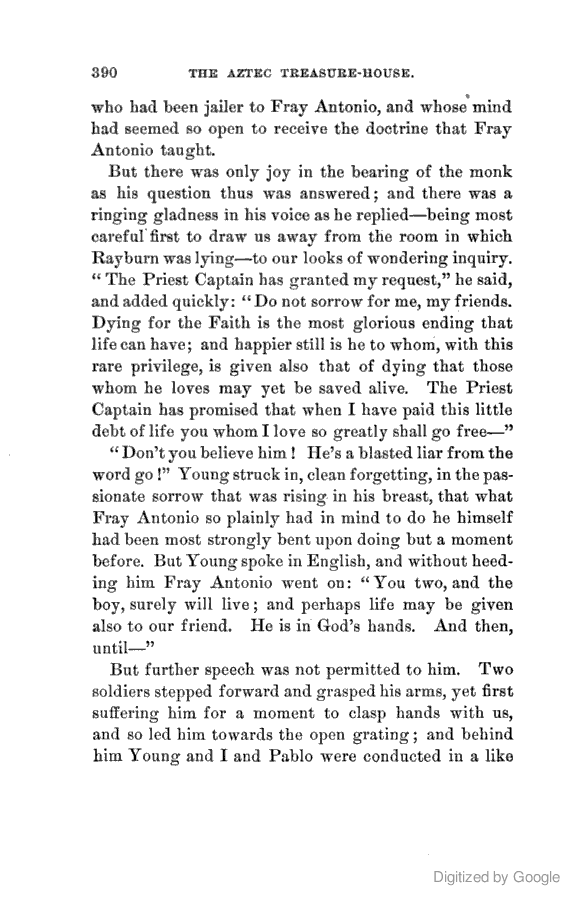 390 THE AZTEC TREASURE-HOUSE.
who had been jailer to Fray Antonio, and whose mind
had seemed so open to receive the doctrine that Fray
Antonio taught.
But there was only joy in the bearing of the monk
as his question thus was answered; and there was a
ringing gladness in his voice as he replied—being most
careful first to draw us away from the room in which
Rayburn was lying—to our looks of wondering inquiry.
“ The Priest Captain has granted my request,” he said,
and added quickly: “Do not sorrow for me, my friends.
Dying for the Faith is the most glorious ending that
life can have; and happier still is he to whom, with this
rare privilege, is given also that of dying that those
whom he loves may yet be saved alive. The Priest
Captain has promised that when I have paid this little
debt of life you whom I love so greatly shall go free—”
“Don’t you believe him! He’s a blasted liar from the
word go!” Young struck in, clean forgetting, in the pas-
sionate sorrow that was rising in his breast, that what
Fray Antonio so plainly had in mind to do he himself
had been most strongly bent upon doing but a moment
before. But Young spoke in English, and without heed-
ing him Fray Antonio went on: “You two, and the
boy, surely will live; and perhaps life may be given
also to our friend. He is in God’s hands. And then,
until—”
But further speech was not permitted to him. Two
soldiers stepped forward and grasped his arms, yet first
suffering him for a moment to clasp hands with us,
and so led him towards the open grating; and behind
him Young and I and Pablo were conducted in a like
Digitized by Google